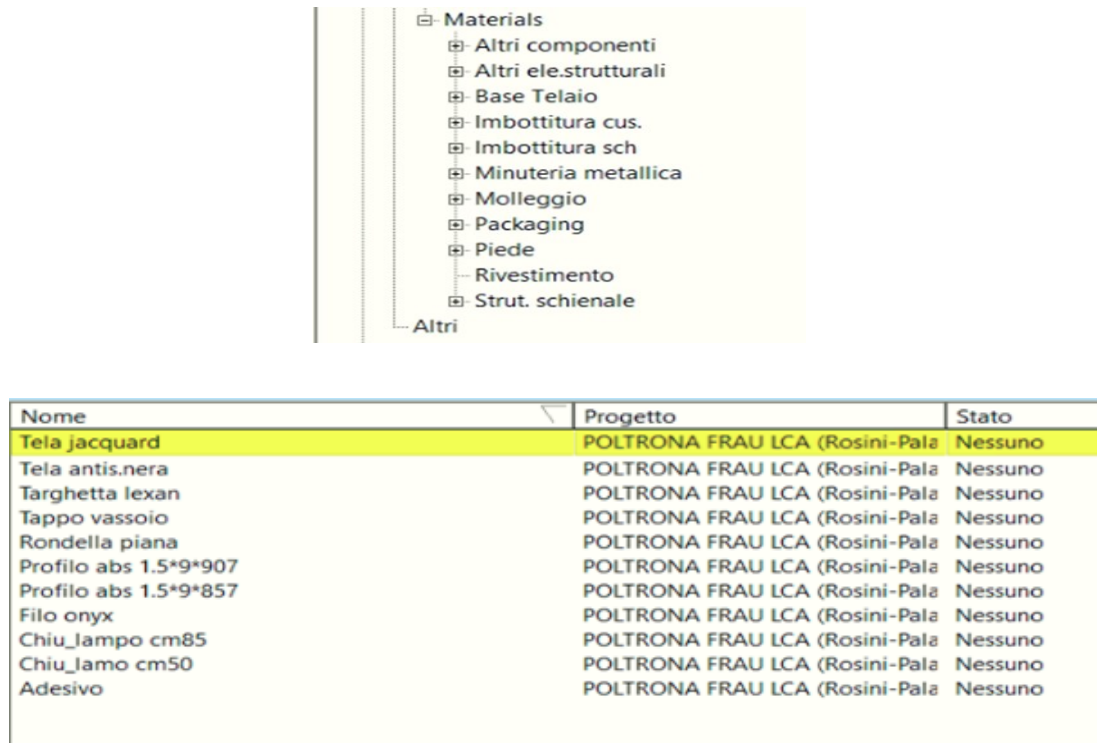 Materials
Altri componenti
Altri ele.strutturali
Base Telaio
Imbottitura cus.
Imbottitura sch
Minuteria metallica
Molleggio
Packaging
Piede
Rivestimento
Strut. schienale
Altri
Nome Progetto Stato
Tela jacquard POLTRONA FRAU LCA (Rosini-Pala Nessuno
Tela antis.nera POLTRONA FRAU LCA (Rosini-Pala Nessuno
Targhetta lexan POLTRONA FRAU LCA (Rosini-Pala Nessuno
Tappo vassoio POLTRONA FRAU LCA (Rosini-Pala Nessuno
Rondella piana POLTRONA FRAU LCA (Rosini-Pala Nessuno
Profilo abs 1.5*9*907 POLTRONA FRAU LCA (Rosini-Pala Nessuno
Profilo abs 1.5*9*857 POLTRONA FRAU LCA (Rosini-Pala Nessuno
Filo onyx POLTRONA FRAU LCA (Rosini-Pala Nessuno
Chiu_lampo cm85 POLTRONA FRAU LCA (Rosini-Pala Nessuno
Chiu_lamo cm50 POLTRONA FRAU LCA (Rosini-Pala Nessuno
Adesivo POLTRONA FRAU LCA (Rosini-Pala Nessuno